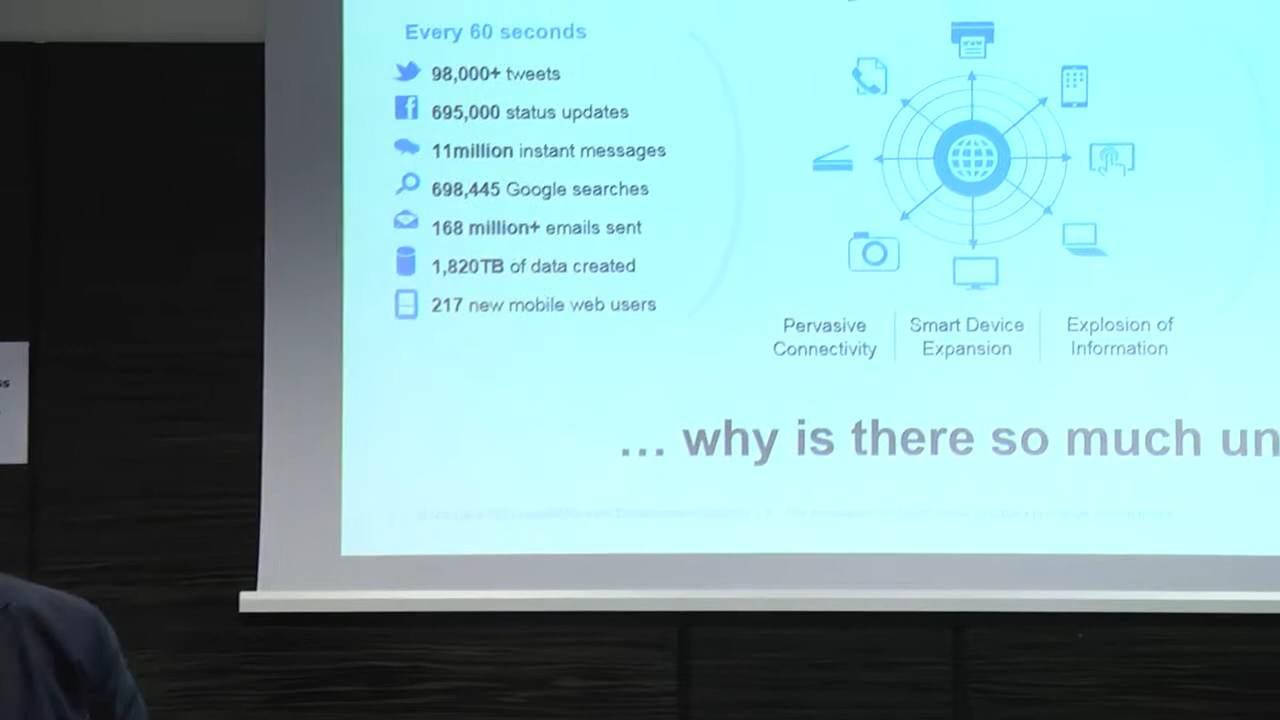 Every 60 seconds
98,000+ tweets
695,000 status updates
11million instant messages
698,445 Google searches
168 million+ emails sent
1,820TB of data created
217 new mobile web users
Pervasive
Connectivity
Smart Device
Expansion
Explosion of
Information
... why is there so much un